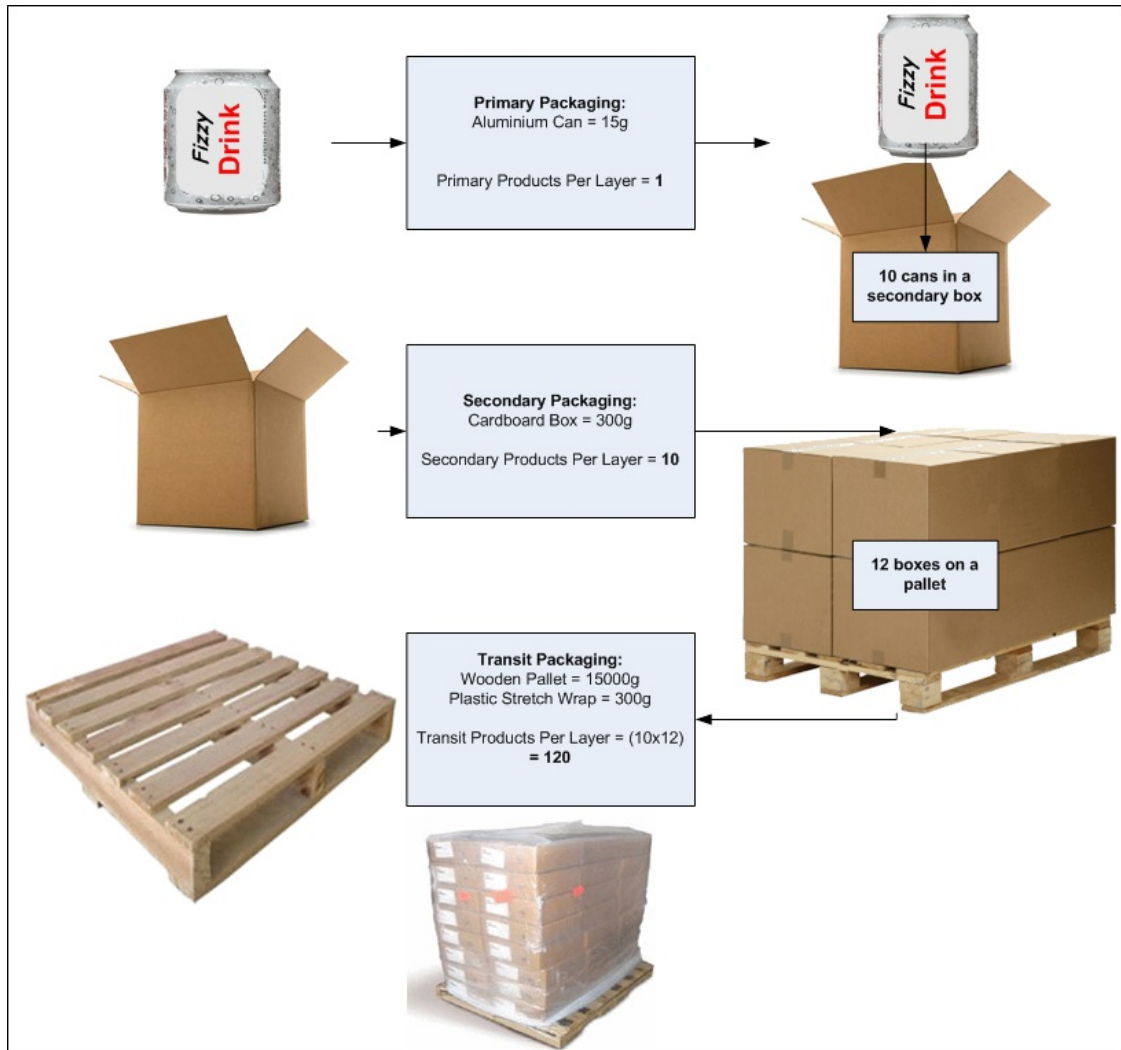 Fizzy
Drink
Primary Packaging:
Aluminium Can = 15g
Primary Products Per Layer = 1
Fizzy
Drink
10 cans in a
secondary box
Secondary Packaging:
Cardboard Box = 300g
Secondary Products Per Layer = 10
12 boxes on a
pallet
Transit Packaging:
Wooden Pallet = 15000g
Plastic Stretch Wrap = 300g
Transit Products Per Layer = (10x12)
= 120